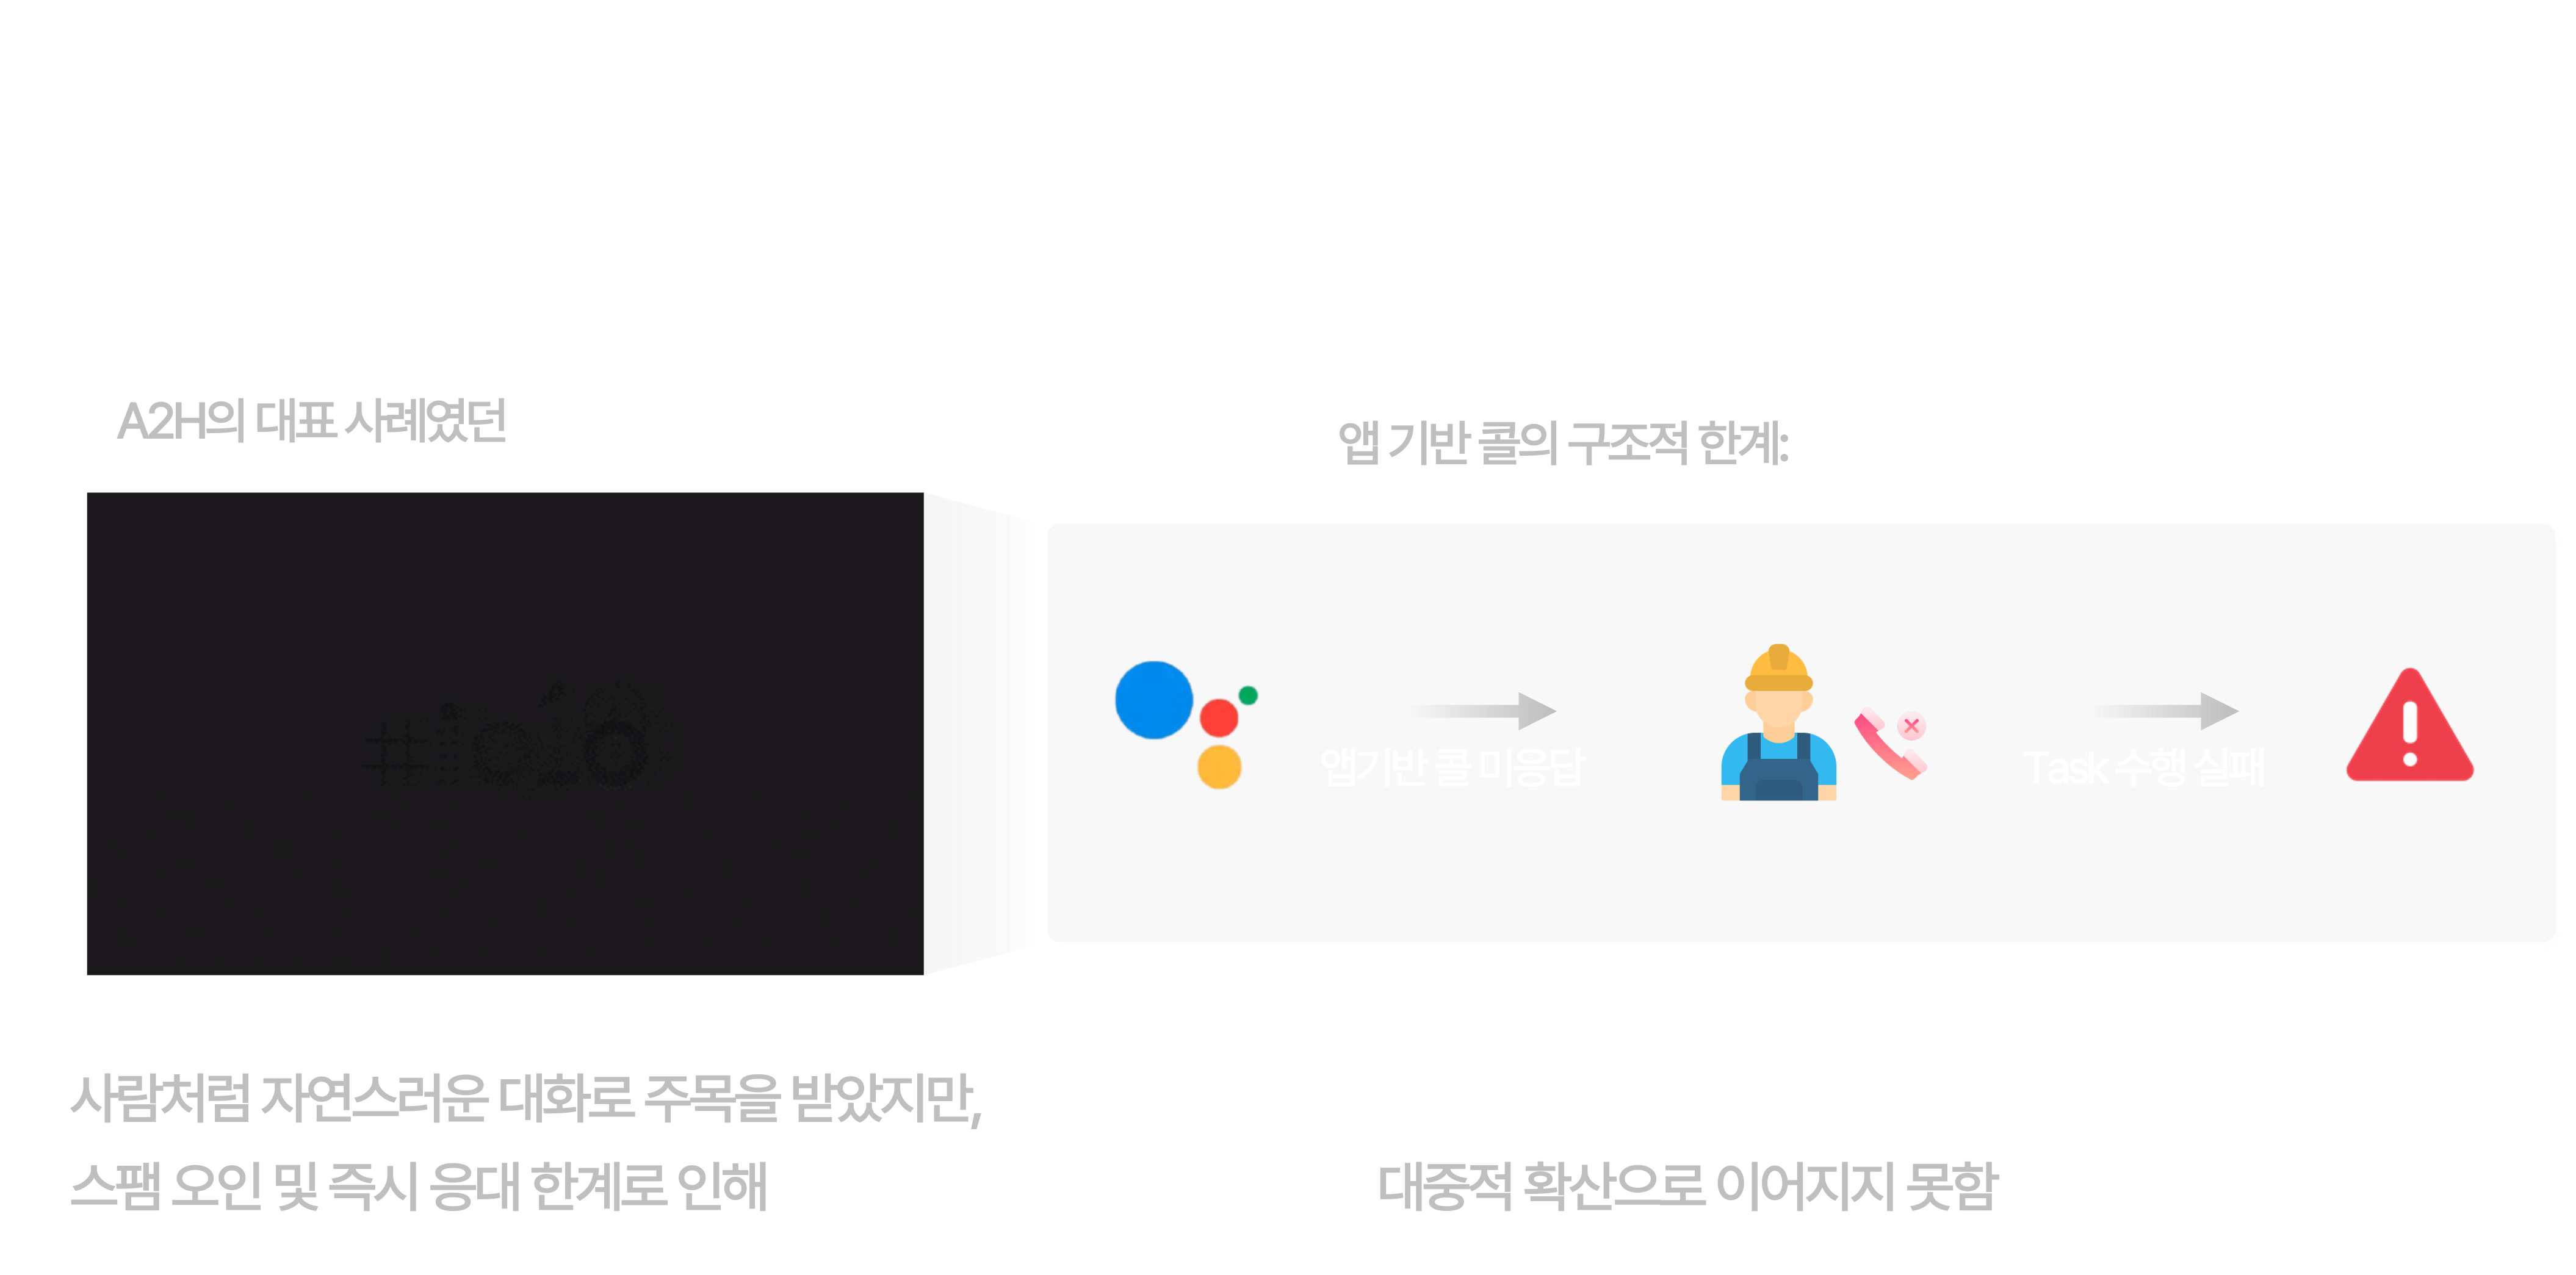 A2H의 대표 사례였던
앱 기반 콜의 구조적 한계:
#io18
앱기반 콜 미응답
Task 수행 실패
사람처럼 자연스러운 대화로 주목을 받았지만,
스팸 오인 및 즉시 응대 한계로 인해
대중적 확산으로 이어지지 못함